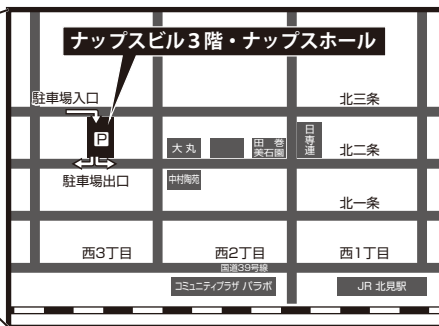 ナップスビル3階・ナップスホール
駐車場入口
北三条
P
大丸
田巻
美石園
日専連
北二条
駐車場出口
中村陶苑
北一条
西3丁目
西2丁目
西1丁目
国道39号線
コミュニティプラザ パラボ
JR 北見駅